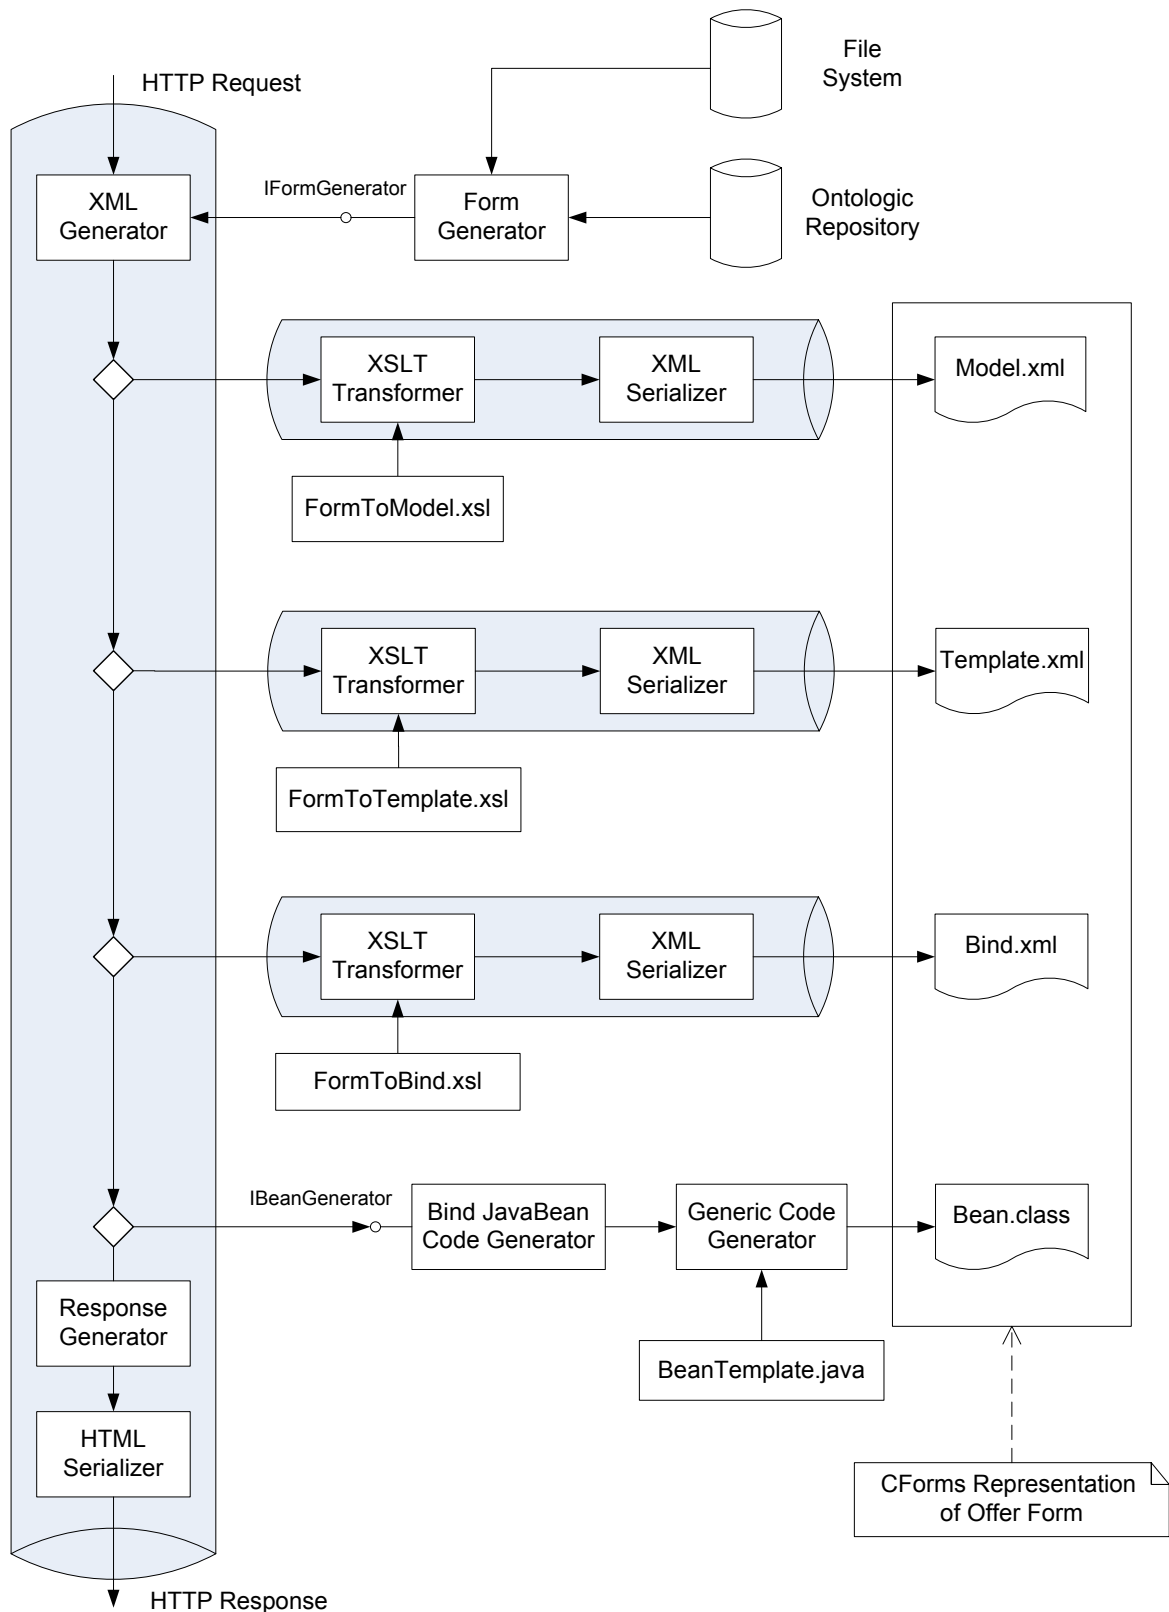 File
System
HTTP Request
IFormGenerator
XML
Generator
Form
Generator
Ontologic
Repository
XSLT
Transformer
XML
Serializer
Model.xml
FormToModel.xsl
XSLT
Transformer
XML
Serializer
Template.xml
FormToTemplate.xsl
XSLT
Transformer
XML
Serializer
Bind.xml
FormToBind.xsl
IBeanGenerator
Bind JavaBean
Code Generator
Generic Code
Generator
Bean.class
Response
Generator
BeanTemplate.java
HTML
Serializer
CForms Representation
of Offer Form
HTTP Response